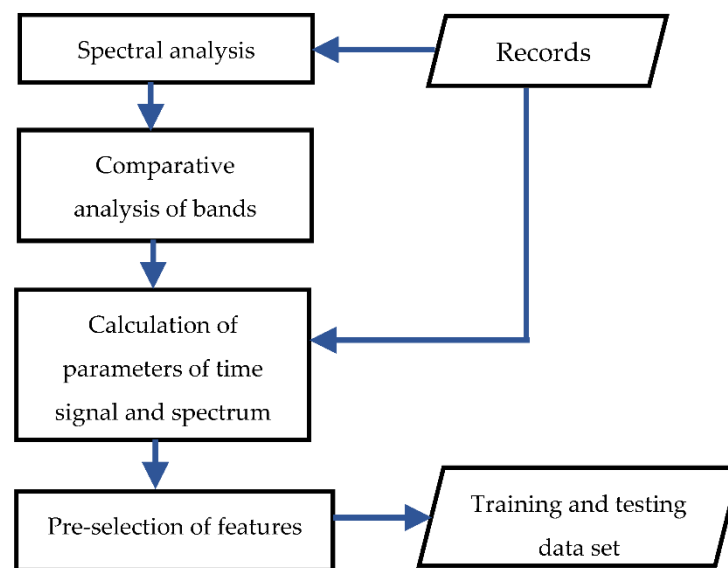 Spectral analysis
Records
Comparative
analysis of bands
Calculation of
parameters of time
signal and spectrum
Pre-selection of features
Training and testing
data set